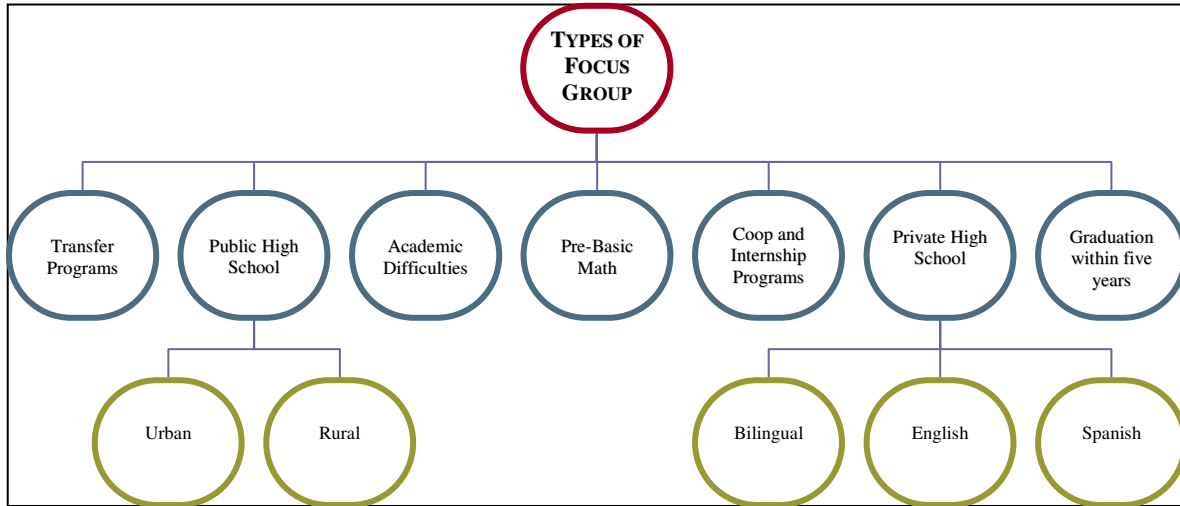 TYPES OF
FOCUS
GROUP
Transfer
Programs
Public High
School
Academic
Difficulties
Pre-Basic
Math
Coop and
Internship
Programs
Private High
School
Graduation
within five
years
Urban
Rural
Bilingual
English
Spanish